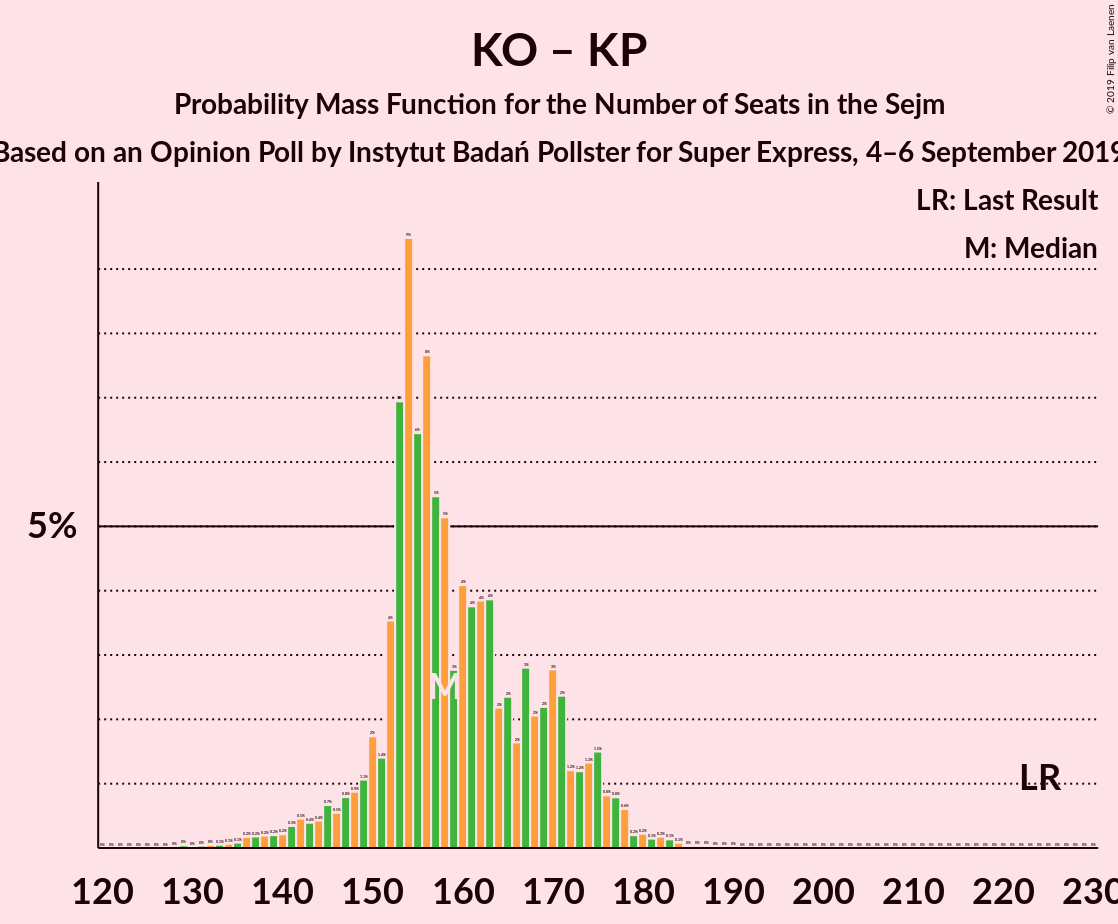 KO – KP
Probability Mass Function for the Number of Seats in the Sejm
Based on an Opinion Poll by Instytut Badań Pollster for Super Express, 4–6 September 2019
© 2019 Filip van Laenen
LR: Last Result
M: Median
5%
M
LR
120 130 140 150 160 170 180 190 200 210 220 230